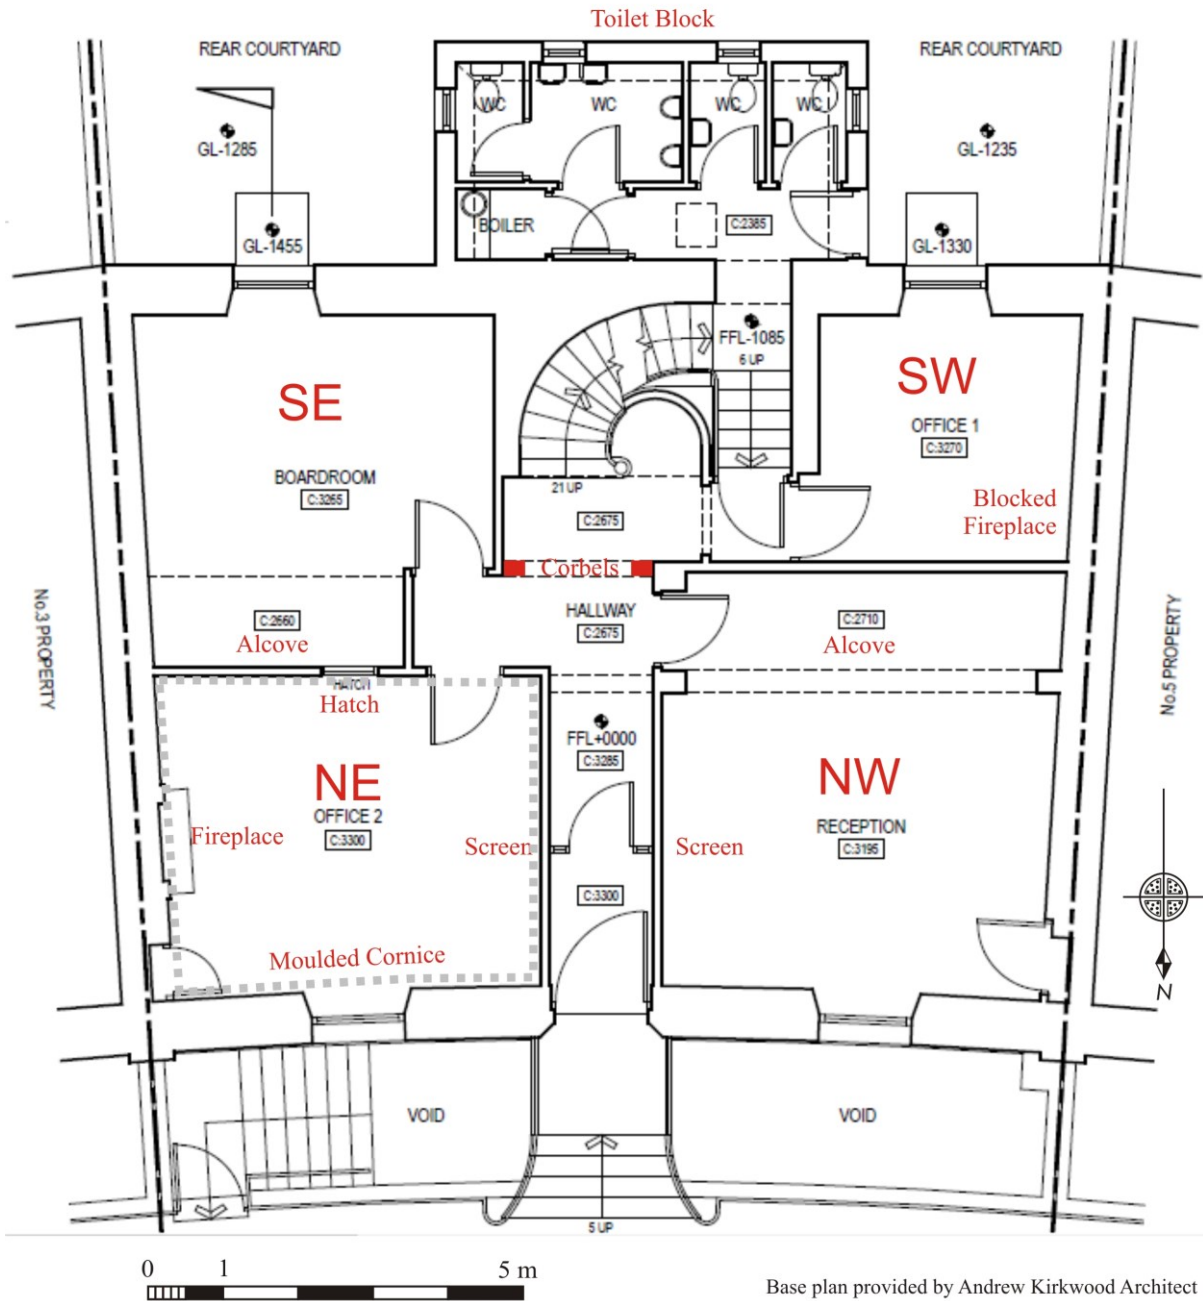 Toilet Block
REAR COURTYARD
REAR COURTYARD
WC
WC
WC
WC
GL-1285
GL-1235
BOILER
C:2385
GL-1455
GL-1330
FFL-1085
6 UP
SE
SW
OFFICE 1
C:3270
BOARDROOM
C:3265
21 UP
Blocked
Fireplace
C:2675
Corbels
HALLWAY
C:2675
C:2660
Alcove
C:2710
Alcove
No.3 PROPERTY
No.5 PROPERTY
HATCH
Hatch
FFL+0000
C:3285
NE
OFFICE 2
C:3300
NW
RECEPTION
C:3195
Fireplace
Screen
Screen
C:3300
Moulded Cornice
N
VOID
VOID
5 UP
0 1 5 m
Base plan provided by Andrew Kirkwood Architect